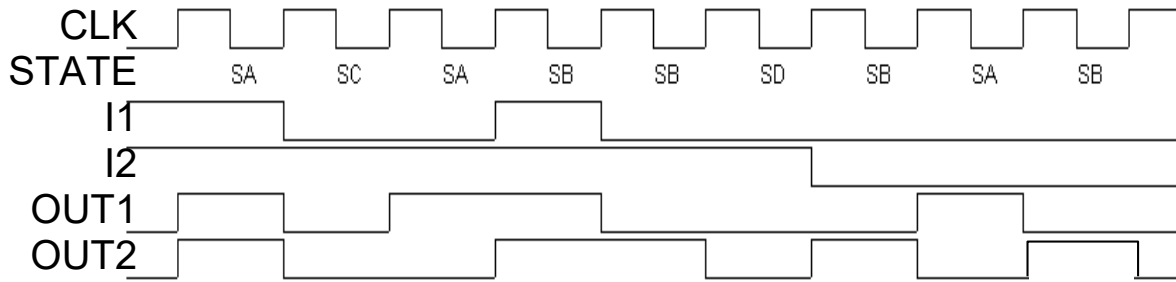 CLK
STATE SA SC SA SB SB SD SB SA SB
I1
I2
OUT1
OUT2